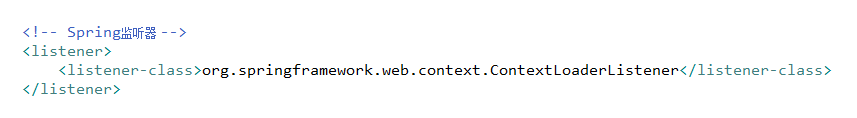 <!-- Spring监听器 -->
<listener>
    <listener-class>org.springframework.web.context.ContextLoaderListener</listener-class>
</listener>